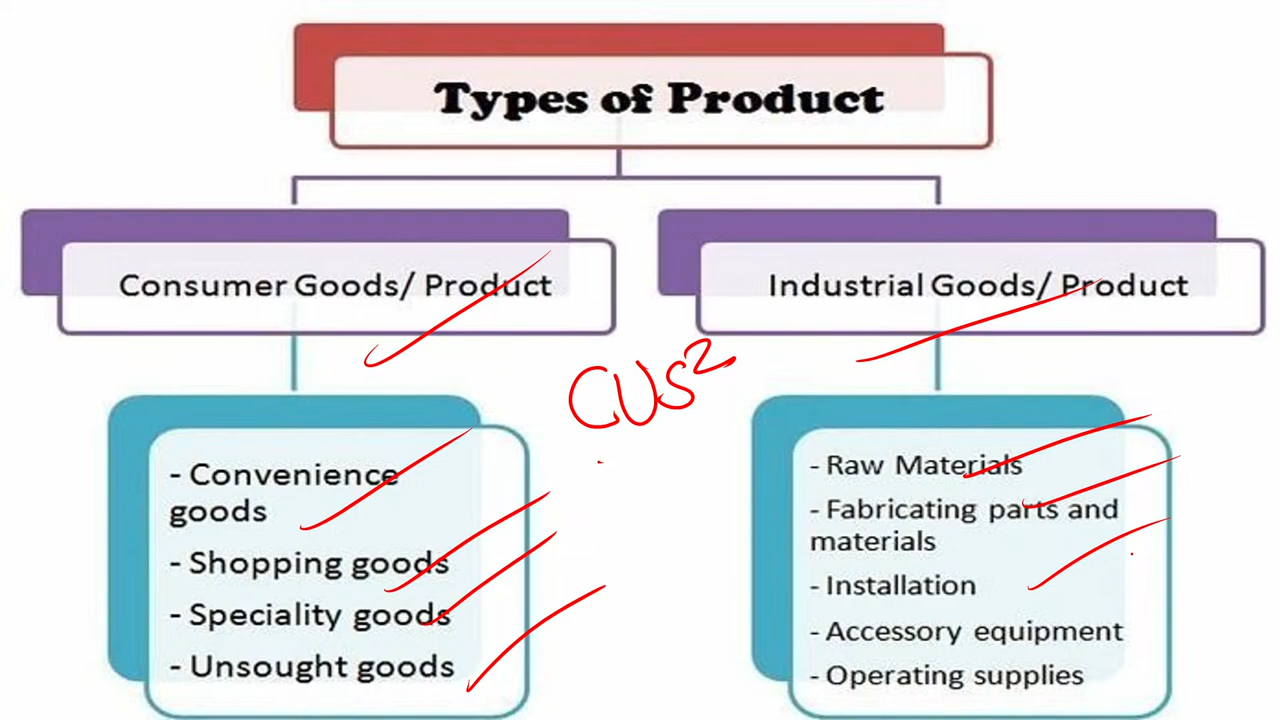 Types of Product
Consumer Goods/ Product
Industrial Goods/ Product
CUS²
- Convenience
goods
- Shopping goods
- Speciality goods
- Unsought goods
- Raw Materials
- Fabricating parts and
materials
- Installation
- Accessory equipment
- Operating supplies